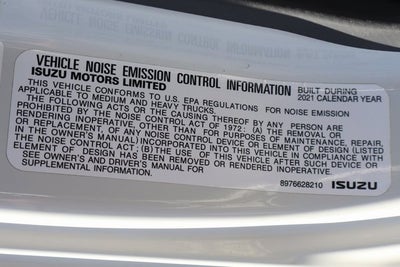 VEHICLE NOISE EMISSION CONTROL INFORMATION BUILT DURING
ISUZU MOTORS LIMITED 2021 CALENDAR YEAR
THIS VEHICLE CONFORMS TO U.S. EPA REGULATIONS FOR NOISE EMISSION
APPLICABLE TO MEDIUM AND HEAVY TRUCKS.
THE FOLLOWING ACTS OR THE CAUSING THEREOF BY ANY PERSON ARE
PROHIBITED BY THE NOISE CONTROL ACT OF 1972: (A) THE REMOVAL OR
RENDERING INOPERATIVE, OTHER THAN FOR PURPOSES OF MAINTENANCE, REPAIR,
OR REPLACEMENT, OF ANY NOISE CONTROL DEVICE OR ELEMENT OF DESIGN (LISTED
IN THE OWNER'S MANUAL) INCORPORATED INTO THIS VEHICLE IN COMPLIANCE WITH
THE NOISE CONTROL ACT; (B) THE USE OF THIS VEHICLE AFTER SUCH DEVICE OR
ELEMENT OF DESIGN HAS BEEN REMOVED OR RENDERED INOPERATIVE.
SEE OWNER'S AND DRIVER'S MANUAL FOR
SUPPLEMENTAL INFORMATION. 8976628210 ISUZU